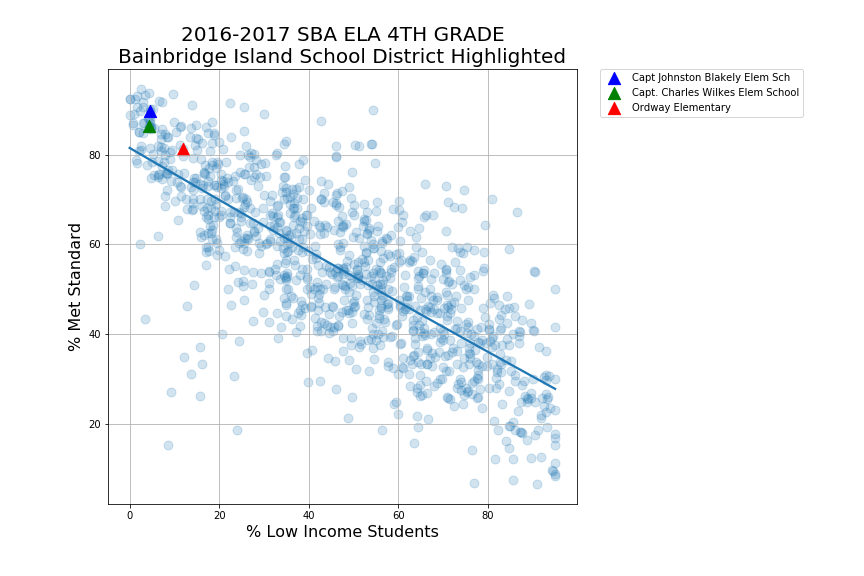 2016-2017 SBA ELA 4TH GRADE
Bainbridge Island School District Highlighted
Capt Johnston Blakely Elem Sch
Capt. Charles Wilkes Elem School
Ordway Elementary
% Met Standard
80
60
40
20
0 20 40 60 80
% Low Income Students